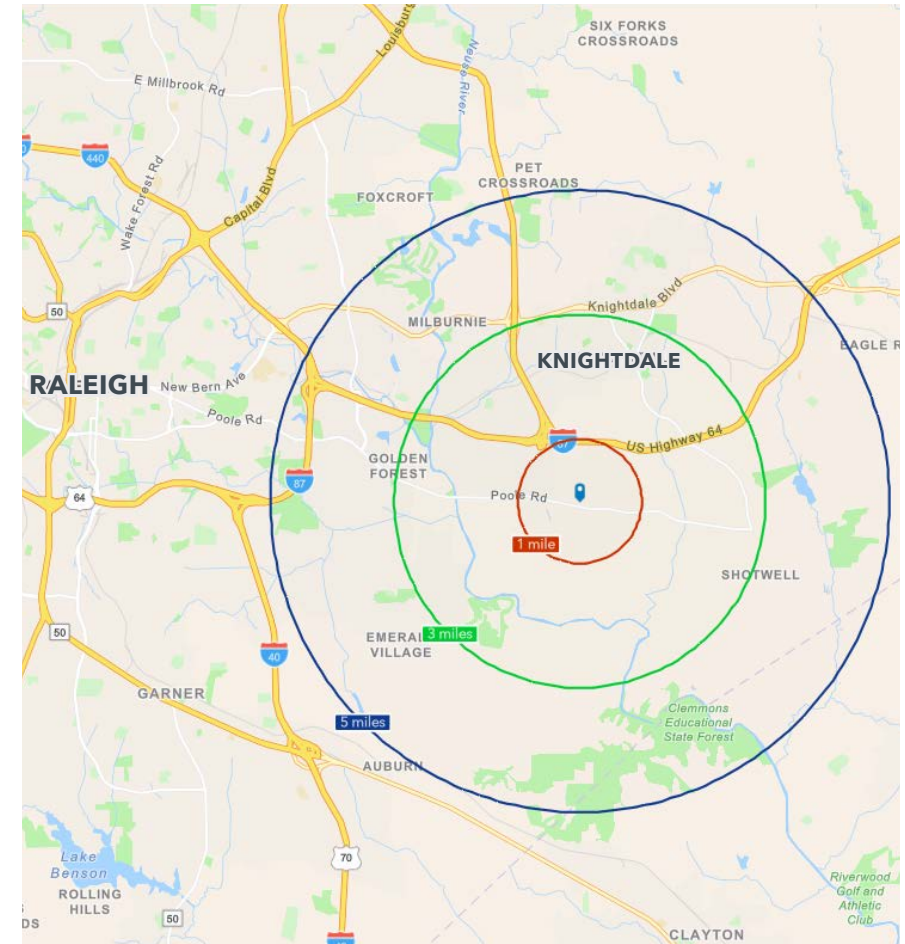 SIX FORKS
CROSSROADS
Louisburg
Neuse River
E Millbrook Rd
440
Wake Forest Rd
Capital Blvd
PET
CROSSROADS
FOXCROFT
50
Knightdale Blvd
MILBURNIE
EAGLE R
KNIGHTDALE
RALEIGH
New Bern Ave
Poole Rd
US Highway 64
GOLDEN
FOREST
87
64
Poole Rd
1 mile
SHOTWELL
50
EMERAL
VILLAGE
3 miles
40
GARNER
5 miles
Clemmons
Educational
State Forest
AUBURN
70
Lake
Benson
ROLLING
HILLS
DS
50
Riverwood
Golf and
Athletic
Club
CLAYTON